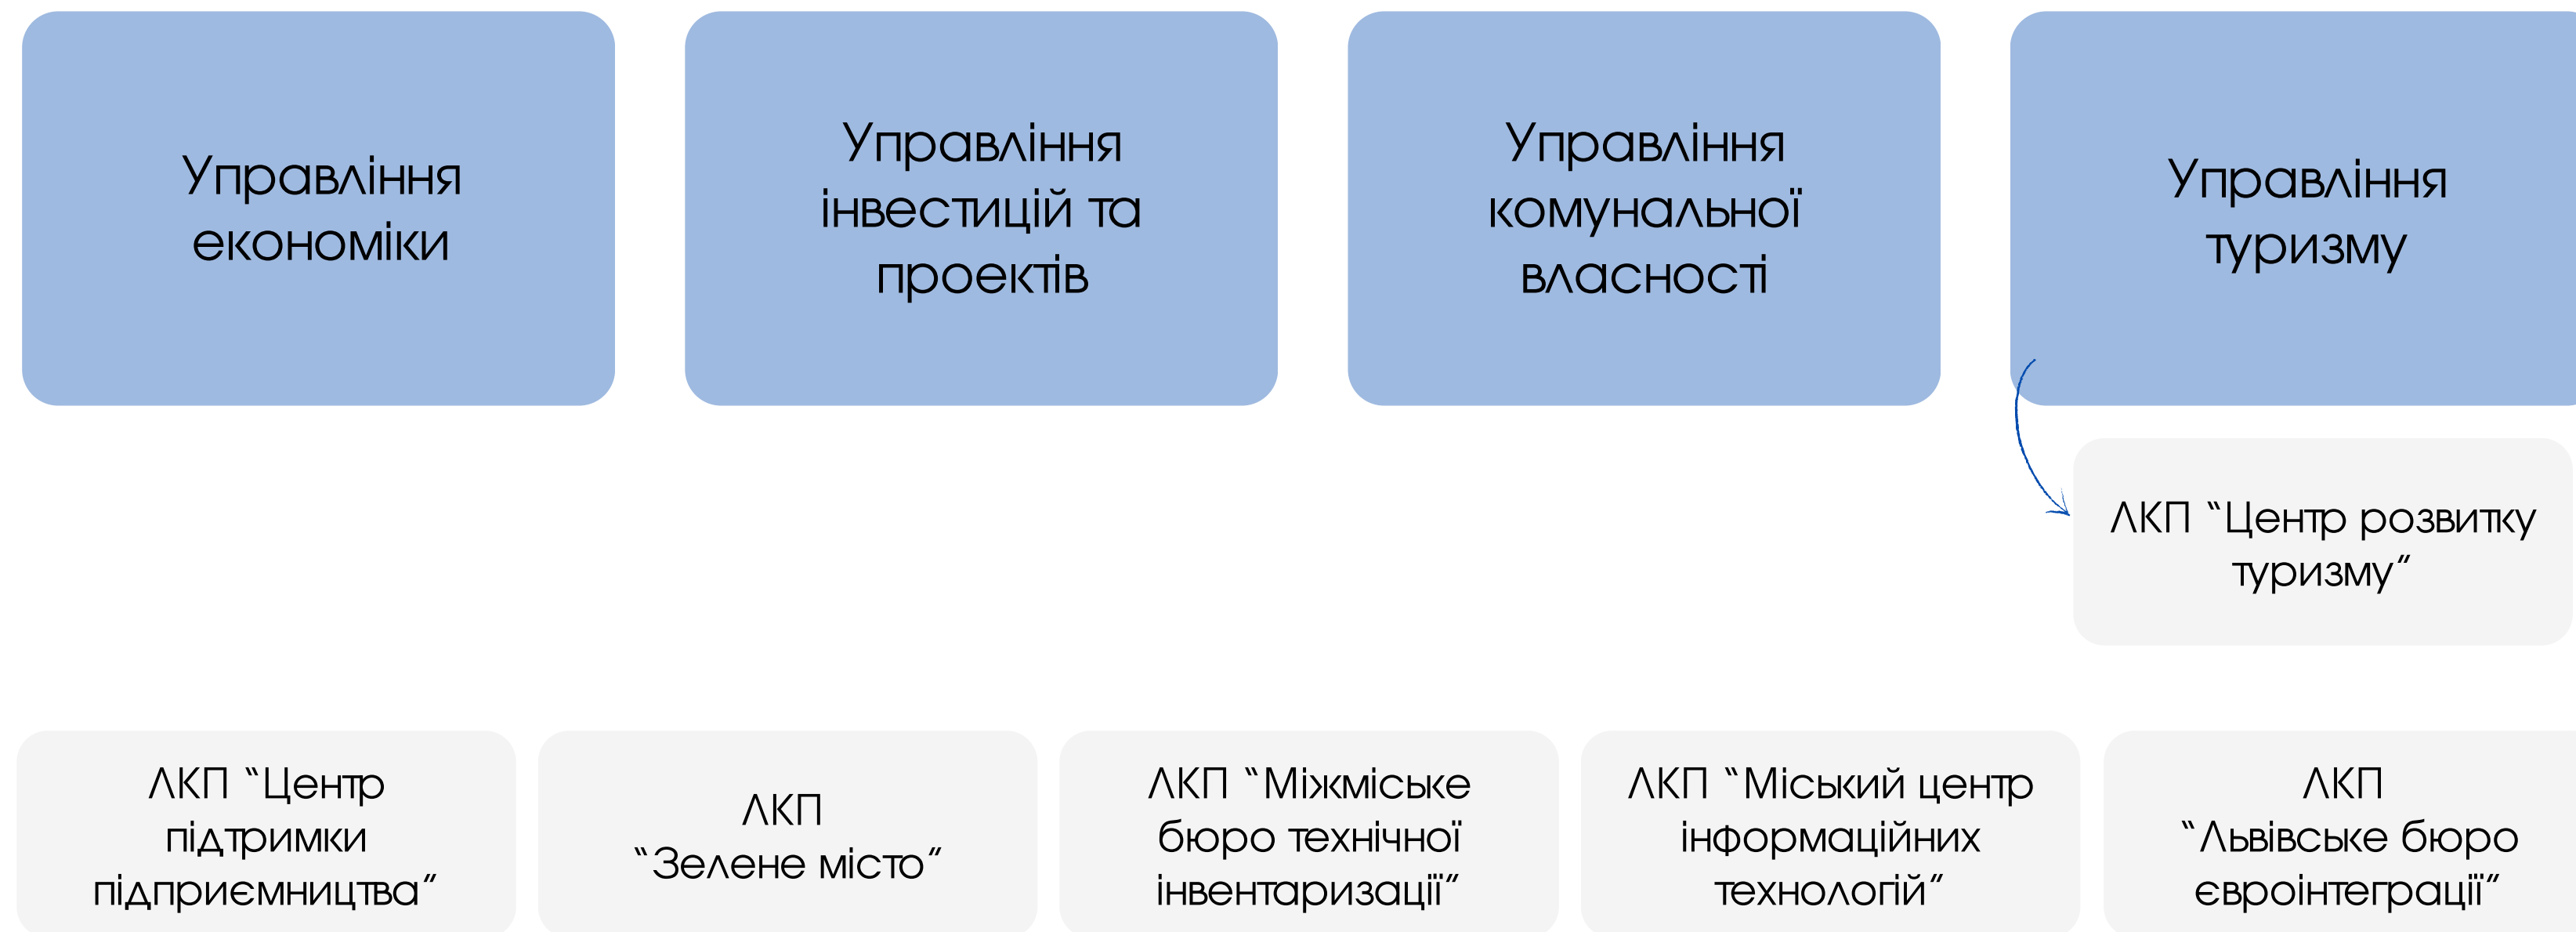 Управління
економіки
Управління
інвестицій та
проектів
Управління
комунальної
власності
Управління
туризму
ЛКП “Центр розвитку
туризму”
ЛКП “Центр
підтримки
підприємництва”
ЛКП
“Зелене місто”
ЛКП “Міжміське
бюро технічної
інвентаризації”
ЛКП “Міський центр
інформаційних
технологій”
ЛКП
“Львівське бюро
євроінтеграції”